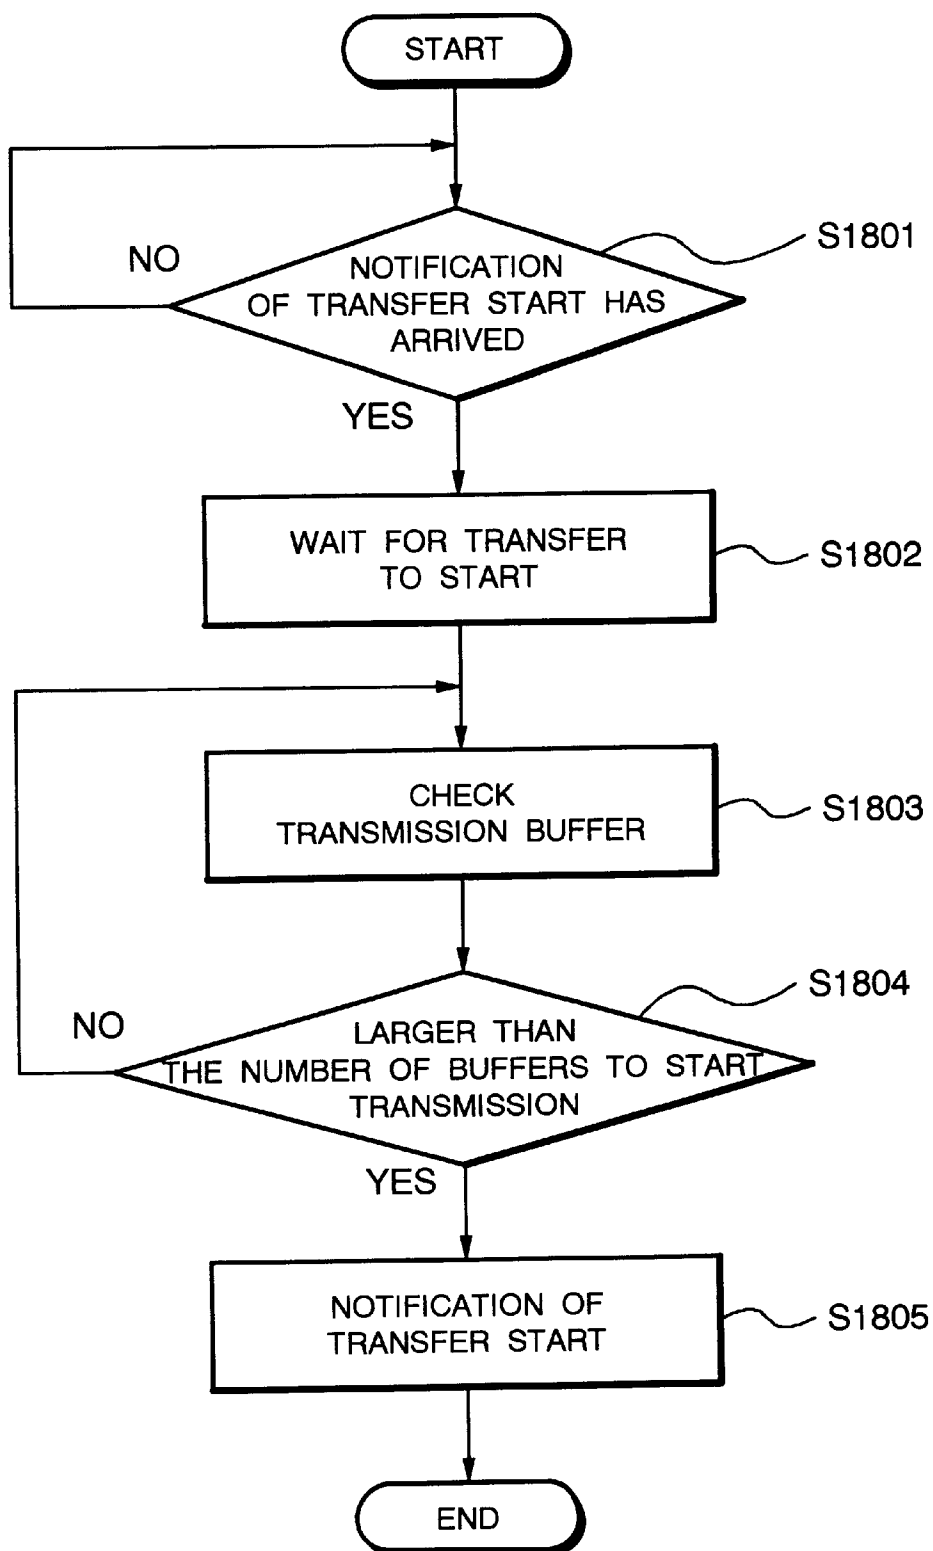 START
NO
S1801
NOTIFICATION
OF TRANSFER START HAS
ARRIVED
YES
WAIT FOR TRANSFER
TO START
S1802
CHECK
TRANSMISSION BUFFER
S1803
S1804
NO
LARGER THAN
THE NUMBER OF BUFFERS TO START
TRANSMISSION
YES
NOTIFICATION OF
TRANSFER START
S1805
END